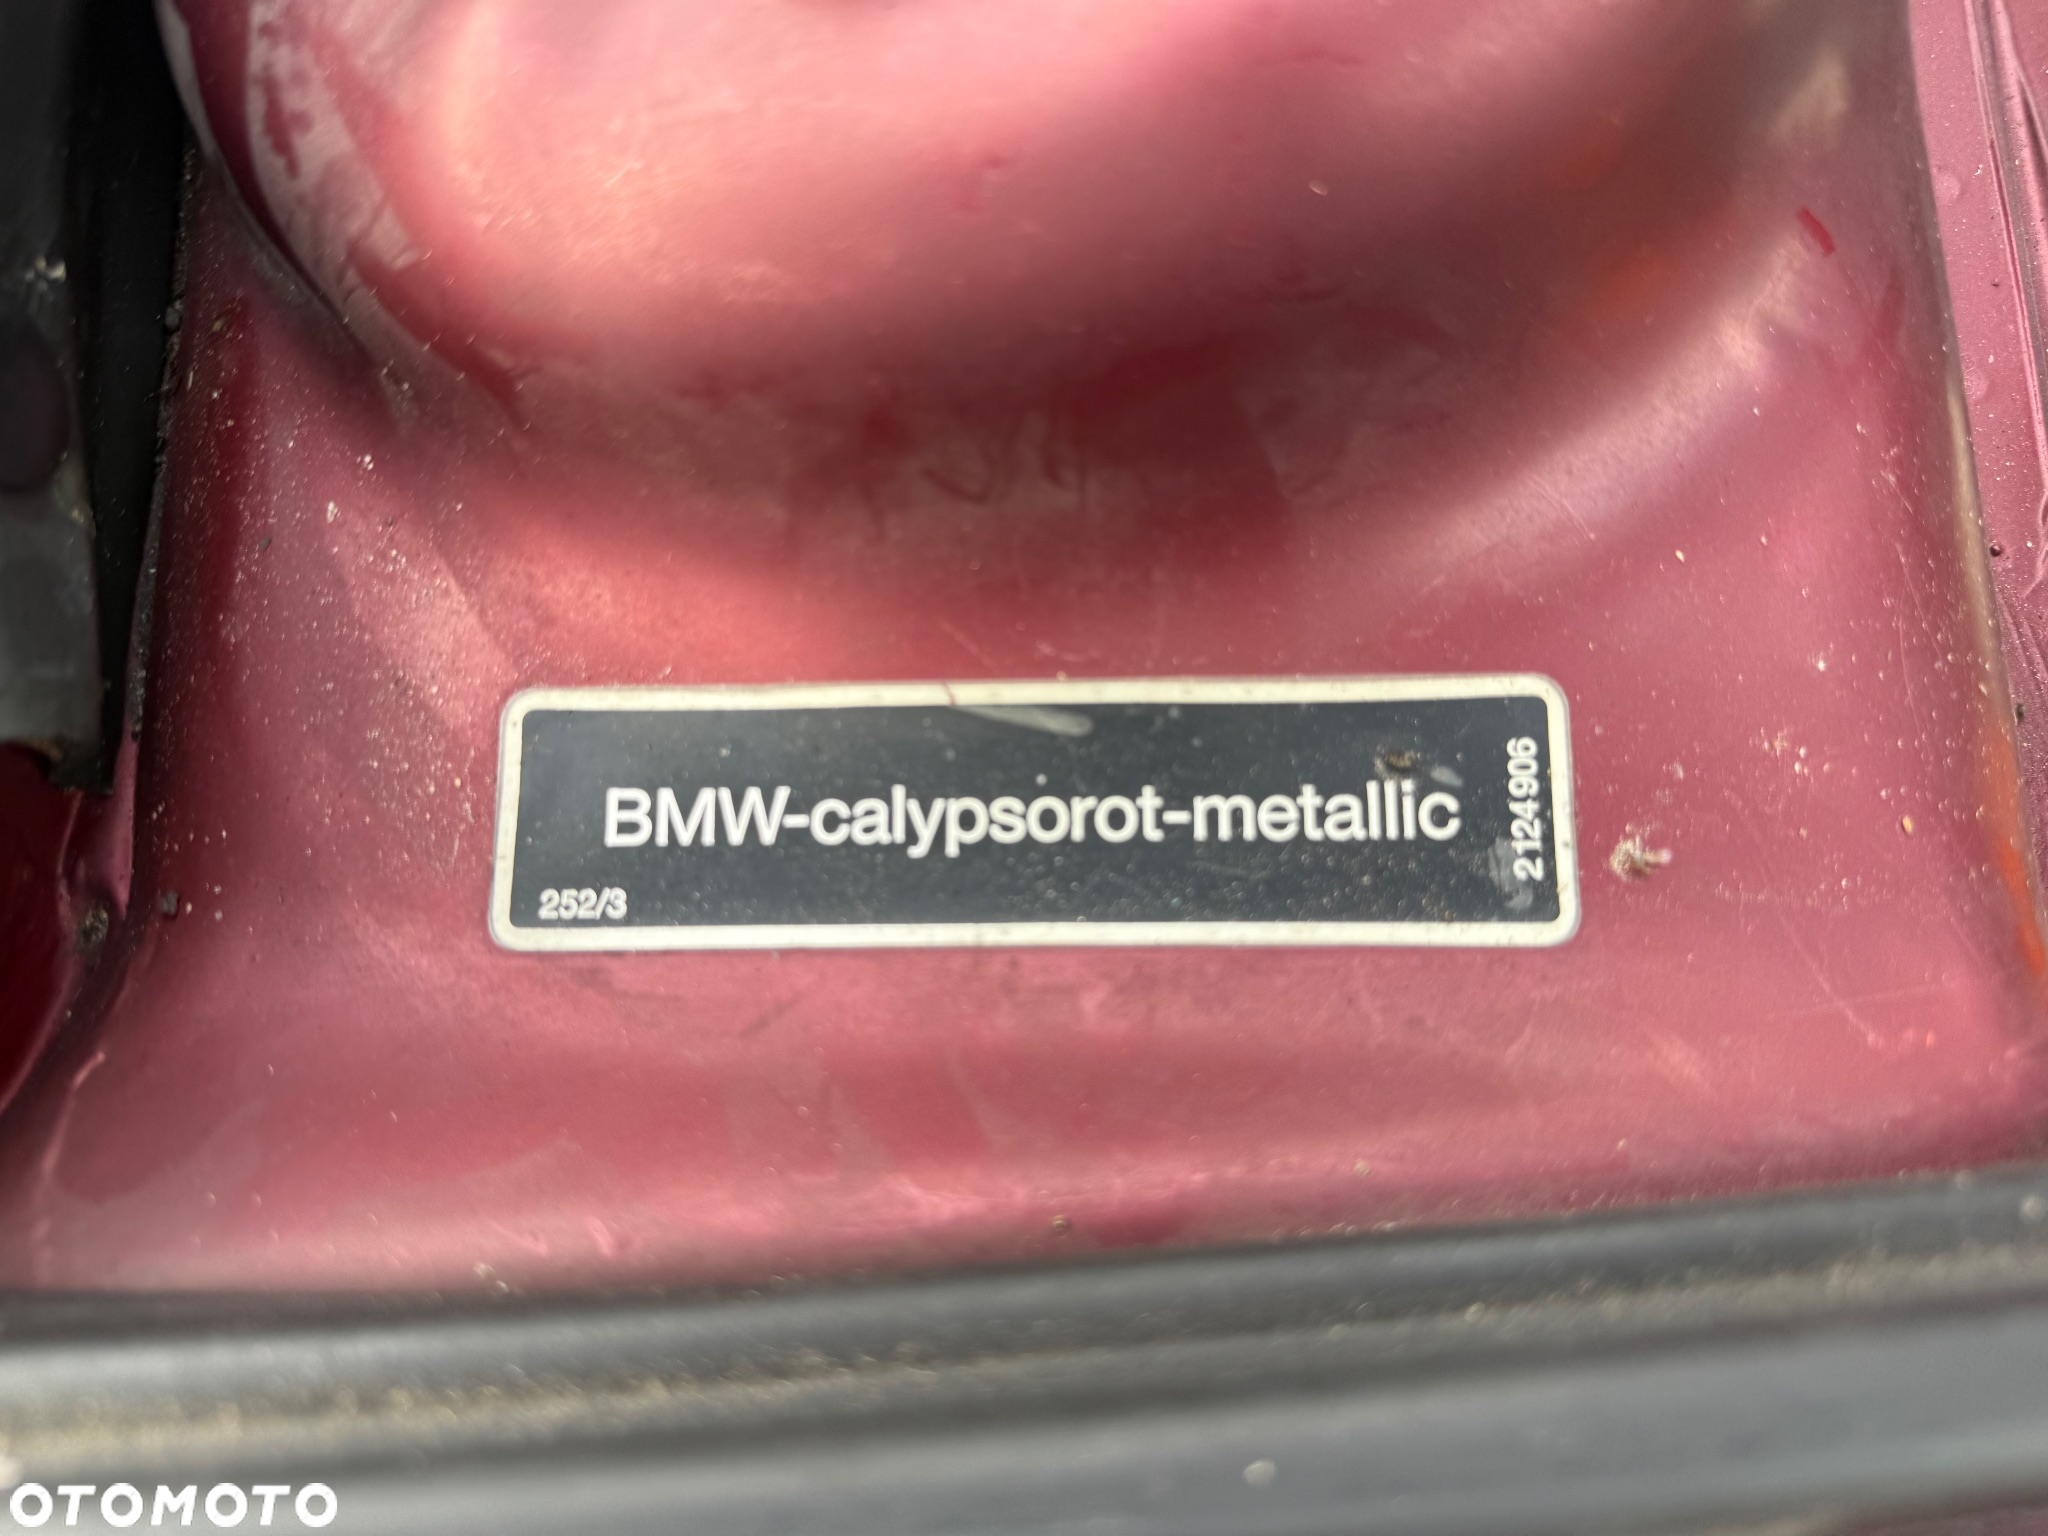 BMW-calypsorot-metallic
252/3
2124906
OTOMOTO